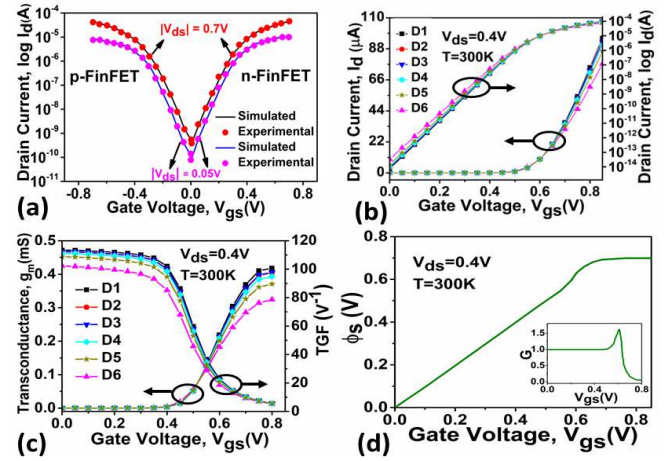 Drain Current, log Id(A)
10⁻⁴
10⁻⁵
10⁻⁶
10⁻⁷
10⁻⁸
10⁻⁹
10⁻¹⁰
10⁻¹¹
|Vds| = 0.7V
p-FinFET
n-FinFET
Simulated
Experimental
Simulated
Experimental
|Vds| = 0.05V
(a)
-0.8 -0.4 0.0 0.4 0.8
Gate Voltage, Vgs(V)
Drain Current, Id (μA)
110
88
66
44
22
0
D1
D2
D3
D4
D5
D6
Vds=0.4V
T=300K
10⁻⁴
10⁻⁵
10⁻⁶
10⁻⁷
10⁻⁸
10⁻⁹
10⁻¹⁰
10⁻¹¹
10⁻¹²
10⁻¹³
10⁻¹⁴
Drain Current, log Id(A)
(b)
0.0 0.2 0.4 0.6 0.8
Gate Voltage, Vgs(V)
Transconductance, gm(mS)
0.5
0.4
0.3
0.2
0.1
0.0
D1
D2
D3
D4
D5
D6
Vds=0.4V
T=300K
120
100
80
60
40
20
0
TGF (v⁻¹)
(c)
0.0 0.2 0.4 0.6 0.8
Gate Voltage, Vgs(V)
ϕs (V)
0.8
0.6
0.4
0.2
0.0
Vds=0.4V
T=300K
G
1.5
1.0
0.5
0.0
0.0 0.4 0.8
Vgs(V)
(d)
0.0 0.2 0.4 0.6 0.8
Gate Voltage, Vgs(V)